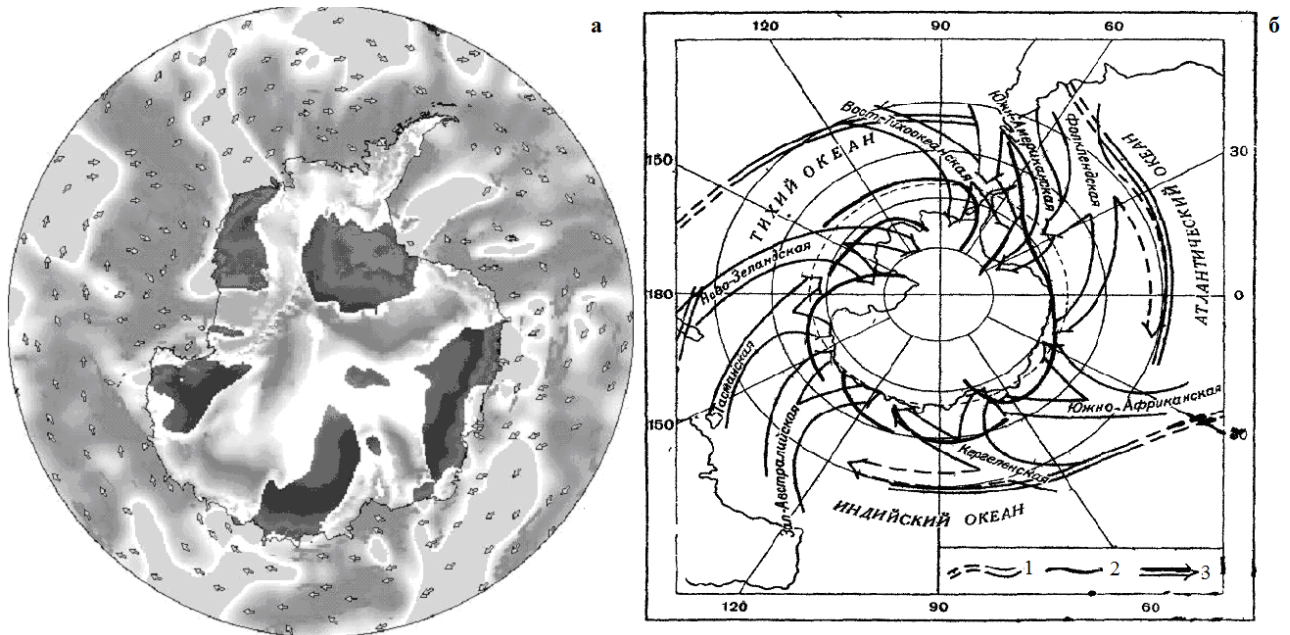 а
б
120
90
60
150
30
180
0
150
30
120
90
60
Вост-Тихоокеанская
Южн-Американская
Фолклендская
ТИХИЙ ОКЕАН
АТЛАНТИЧЕСКИЙ ОКЕАН
Ново-Зеландская
Тасманская
Зап-Австралийская
Кергеленская
Южно-Африканская
ИНДИЙСКИЙ ОКЕАН
1
2
3